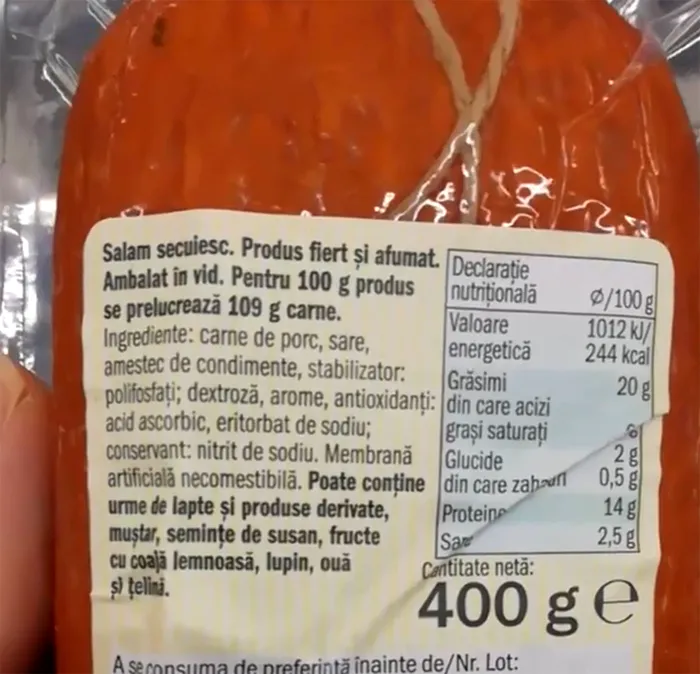 Salam secuiesc. Produs fiert și afumat.
Ambalat în vid. Pentru 100 g produs
se prelucrează 109 g carne.
Ingrediente: carne de porc, sare,
amestec de condimente, stabilizator:
polifosfați; dextroză, arome, antioxidanți:
acid ascorbic, eritorbat de sodiu;
conservant: nitrit de sodiu. Membrană
artificială necomestibilă. Poate conține
urme de lapte și produse derivate,
muștar, semințe de susan, fructe
cu coajă lemnoasă, lupin, ouă
și țelină.
Declarație
nutrițională ø/100 g
Valoare 1012 kJ/
energetică 244 kcal
Grăsimi 20 g
din care acizi
grași saturați
Glucide 2 g
din care 0,5 g
Proteine 14 g
2,5 g
Cantitate netă:
400 g e
A se consuma de preferință înainte de/Nr. Lot: